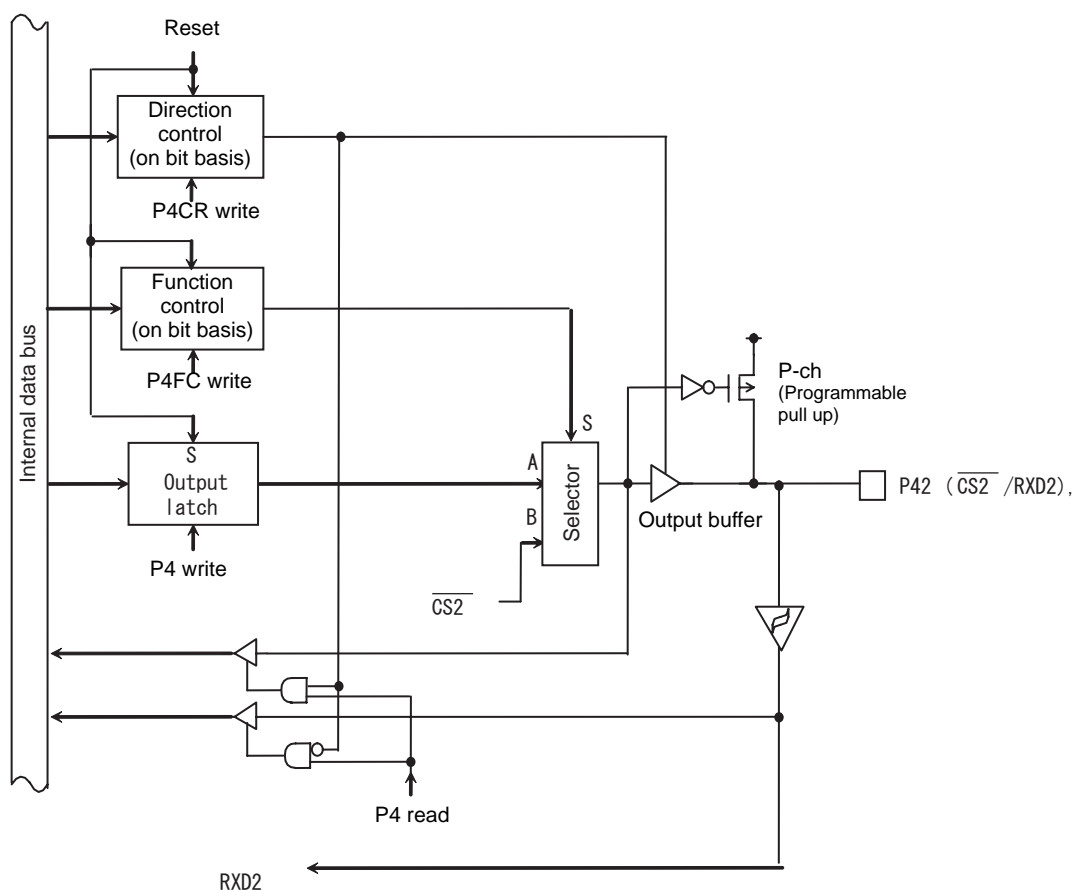 Reset
Direction
control
(on bit basis)
P4CR write
Function
control
(on bit basis)
P4FC write
Internal data bus
P-ch
(Programmable
pull up)
S
Output
latch
P4 write
S
A
B
Selector
CS2
Output buffer
P42 (CS2 /RXD2),
P4 read
RXD2